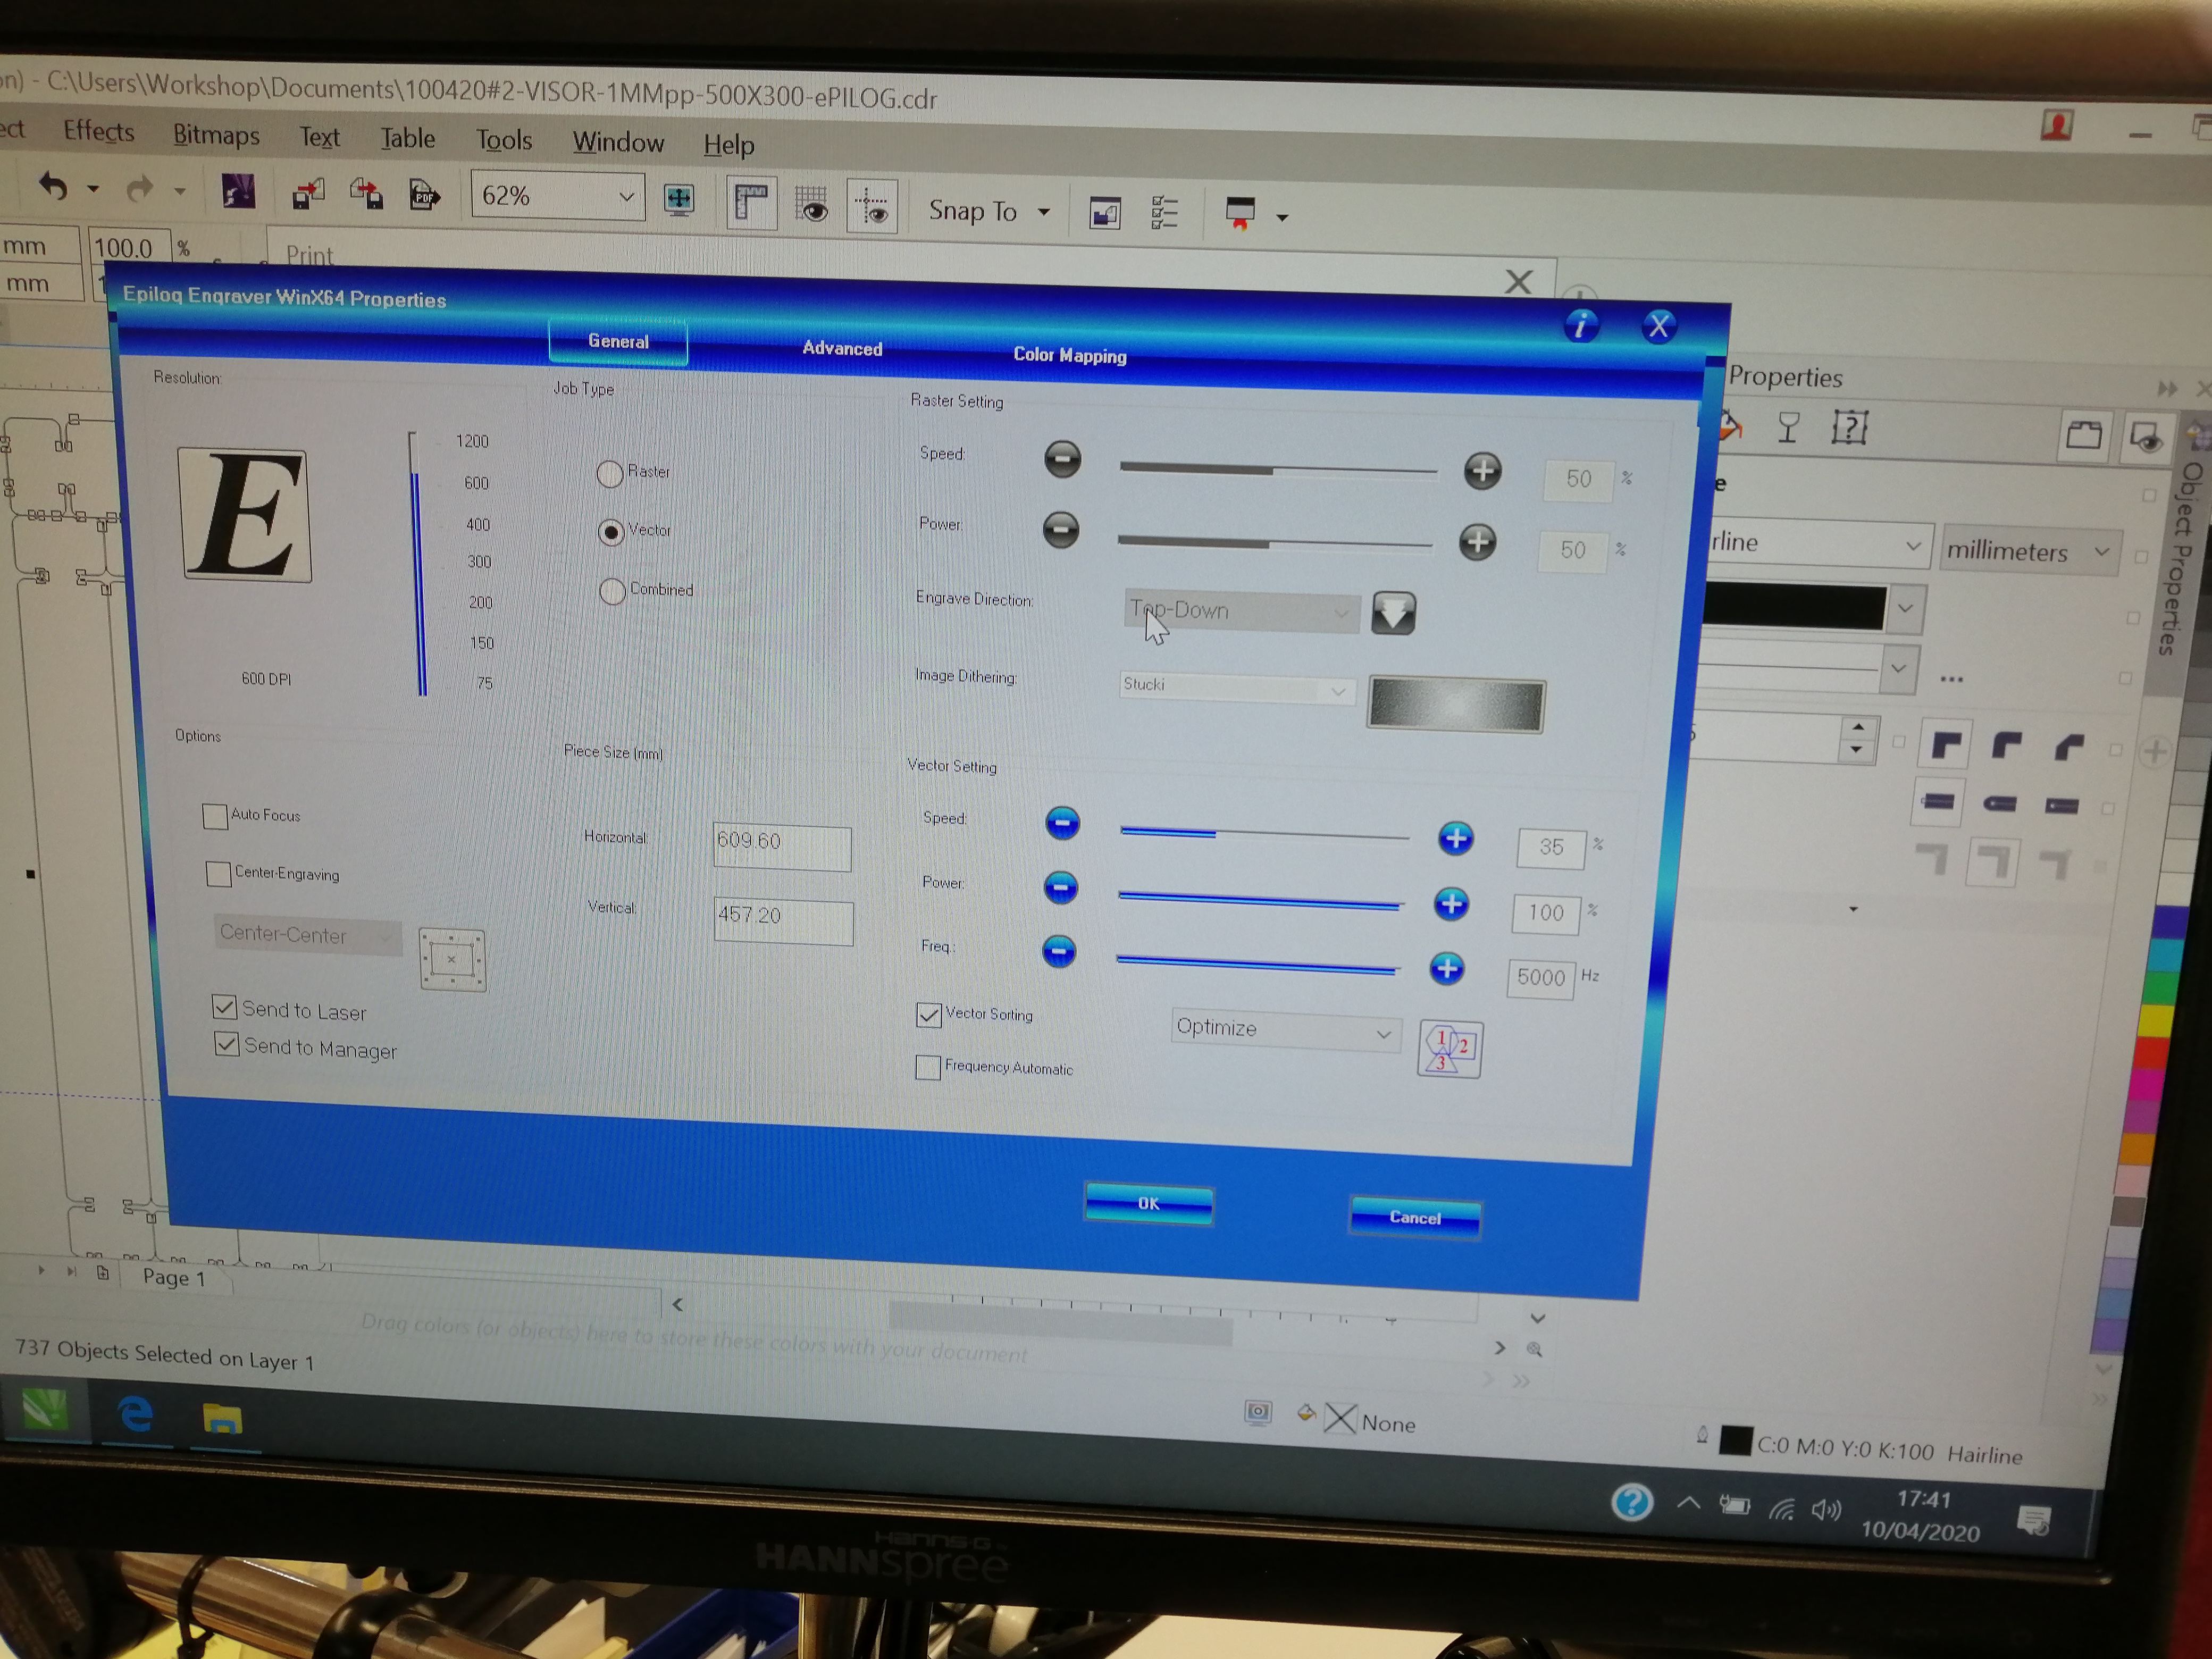 on) - C:\Users\Workshop\Documents\100420#2-VISOR-1MMpp-500X300-ePILOG.cdr
ect Effects Bitmaps Text Table Tools Window Help
PDF 62% Snap To
mm 100.0 %
mm
Print
Epilog Engraver WinX64 Properties
General Advanced Color Mapping
Resolution:
E
1200
600
400
300
200
150
75
600 DPI
Job Type
Raster
Vector
Combined
Raster Setting
Speed: 50 %
Power: 50 %
Engrave Direction: Top-Down
Image Dithering: Stucki
Options
Auto Focus
Center-Engraving
Center-Center
Send to Laser
Send to Manager
Piece Size (mm)
Horizontal: 609.60
Vertical: 457.20
Vector Setting
Speed: 35 %
Power: 100 %
Freq.: 5000 Hz
Vector Sorting Optimize 1 2 3
Frequency Automatic
OK Cancel
Properties
e
rline millimeters
Object Properties
Page 1
Drag colors (or objects) here to store these colors with your document
737 Objects Selected on Layer 1
None
C:0 M:0 Y:0 K:100 Hairline
17:41
10/04/2020
Hanns-G
HANNspree